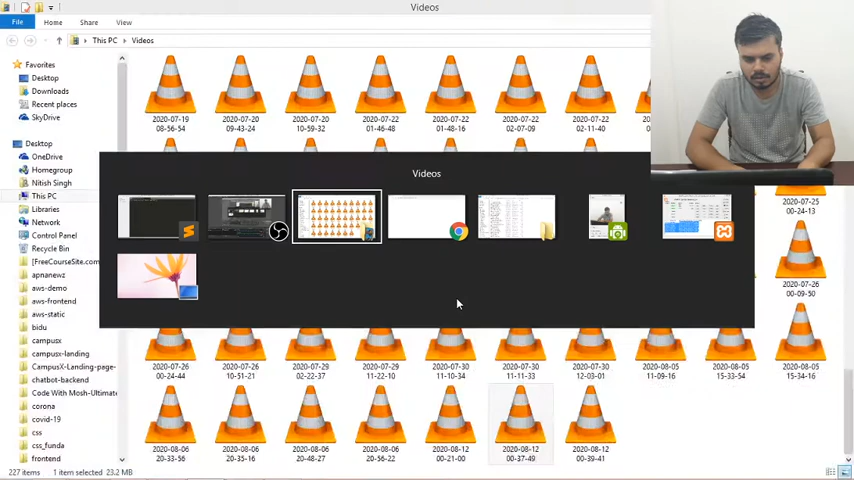 Videos
File
Home
Share
View
This PC
Videos
Favorites
Desktop
Downloads
Recent places
SkyDrive
Desktop
OneDrive
Homegroup
Nitish Singh
This PC
Libraries
Network
Control Panel
Recycle Bin
[FreeCourseSite.com
apnanewz
aws-demo
aws-frontend
aws-static
bidu
campusx
campusx-landing
CampusX-Landing-page-
chatbot-backend
Code With Mosh-Ultimate
corona
covid-19
css
css_funda
frontend
2020-07-19
08-56-54
2020-07-20
09-43-24
2020-07-20
10-59-32
2020-07-22
01-46-48
2020-07-22
01-48-16
2020-07-22
02-07-09
2020-07-22
02-11-40
Videos
2020-07-25
00-24-13
2020-07-26
00-09-50
2020-07-26
00-24-44
2020-07-26
10-51-21
2020-07-29
02-22-37
2020-07-30
11-22-10
2020-07-30
11-10-34
2020-07-30
11-11-33
2020-07-30
12-03-01
2020-08-05
11-09-16
2020-08-05
15-33-54
2020-08-05
15-34-16
2020-08-06
20-33-56
2020-08-06
20-35-16
2020-08-06
20-48-27
2020-08-06
20-56-22
2020-08-12
00-21-00
2020-08-12
00-37-49
2020-08-12
00-39-41
227 items
1 item selected 23.2 MB